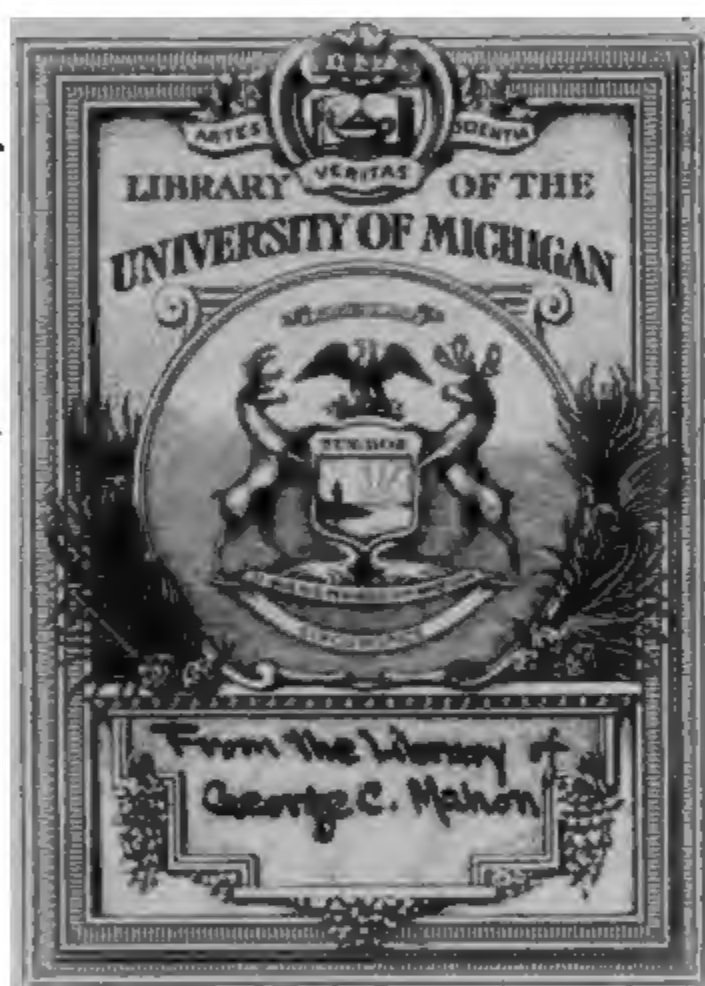 ARTES
SCIENTIA
VERITAS
LIBRARY OF THE
UNIVERSITY OF MICHIGAN
TUEBOR
From the Library of
George C. Mahon